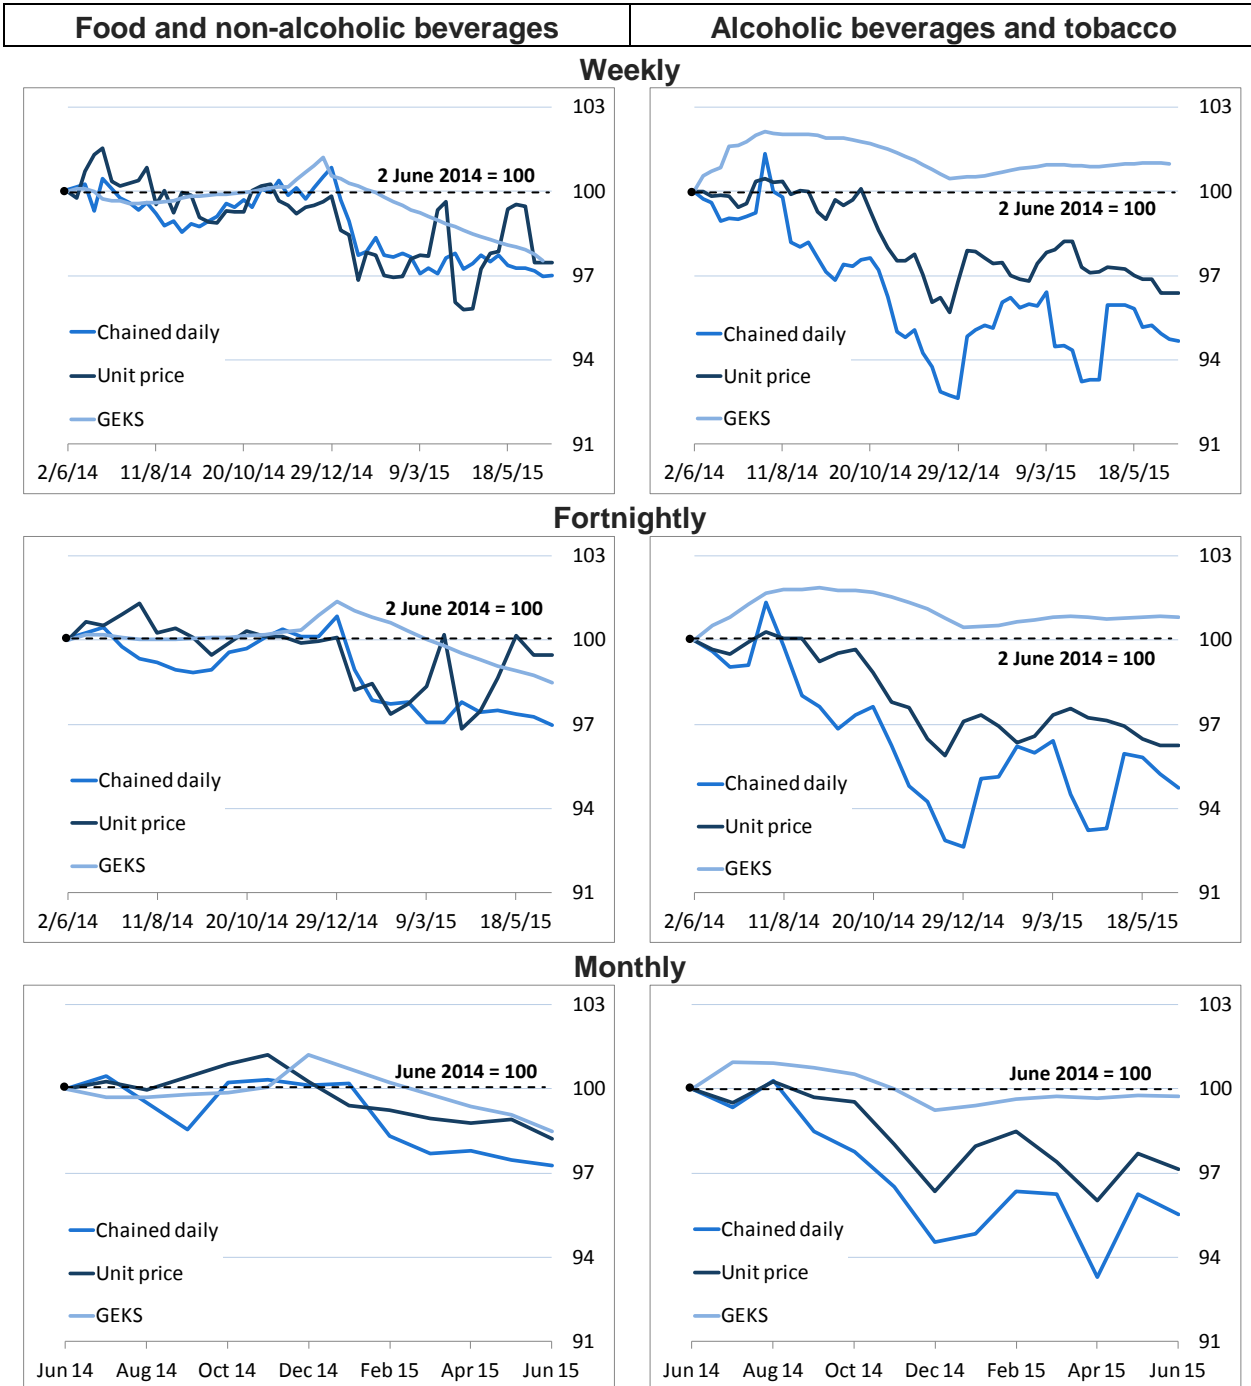 Food and non-alcoholic beverages
Alcoholic beverages and tobacco
Weekly
103
2 June 2014 = 100
100
97
Chained daily
94
Unit price
GEKS
91
2/6/14 11/8/14 20/10/14 29/12/14 9/3/15 18/5/15
103
100
2 June 2014 = 100
97
Chained daily
94
Unit price
GEKS
91
2/6/14 11/8/14 20/10/14 29/12/14 9/3/15 18/5/15
Fortnightly
103
2 June 2014 = 100
100
97
Chained daily
94
Unit price
GEKS
91
2/6/14 11/8/14 20/10/14 29/12/14 9/3/15 18/5/15
103
100
2 June 2014 = 100
97
Chained daily
94
Unit price
GEKS
91
2/6/14 11/8/14 20/10/14 29/12/14 9/3/15 18/5/15
Monthly
103
June 2014 = 100
100
97
Chained daily
94
Unit price
GEKS
91
Jun 14 Aug 14 Oct 14 Dec 14 Feb 15 Apr 15 Jun 15
103
June 2014 = 100
100
97
Chained daily
94
Unit price
GEKS
91
Jun 14 Aug 14 Oct 14 Dec 14 Feb 15 Apr 15 Jun 15